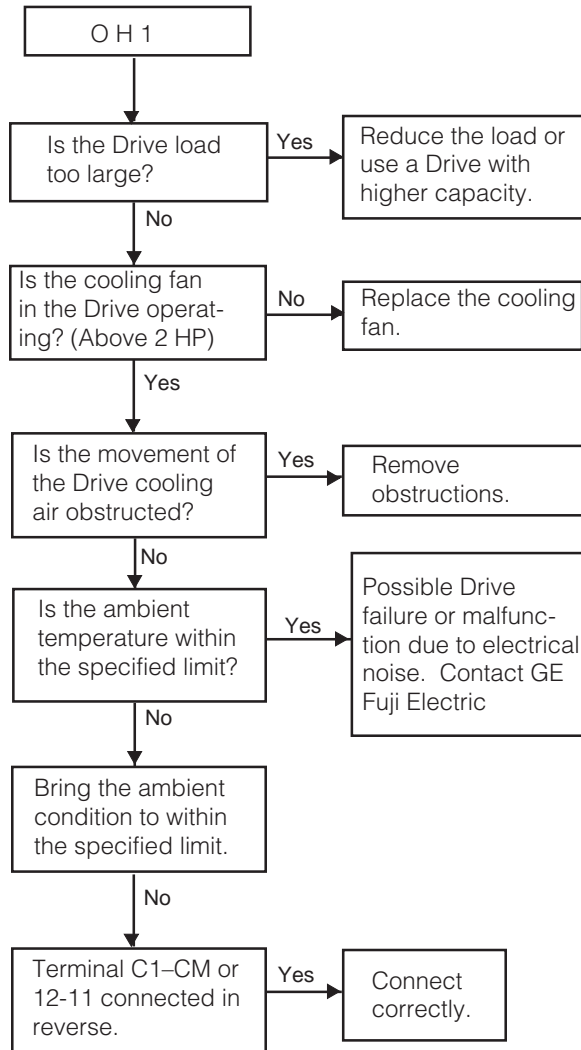 O H 1
Is the Drive load
too large?
Yes
Reduce the load or
use a Drive with
higher capacity.
No
Is the cooling fan
in the Drive operat-
ing? (Above 2 HP)
No
Replace the cooling
fan.
Yes
Is the movement of
the Drive cooling
air obstructed?
Yes
Remove
obstructions.
No
Is the ambient
temperature within
the specified limit?
Yes
Possible Drive
failure or malfunc-
tion due to electrical
noise.  Contact GE
Fuji Electric
No
Bring the ambient
condition to within
the specified limit.
No
Terminal C1–CM or
12-11 connected in
reverse.
Yes
Connect
correctly.